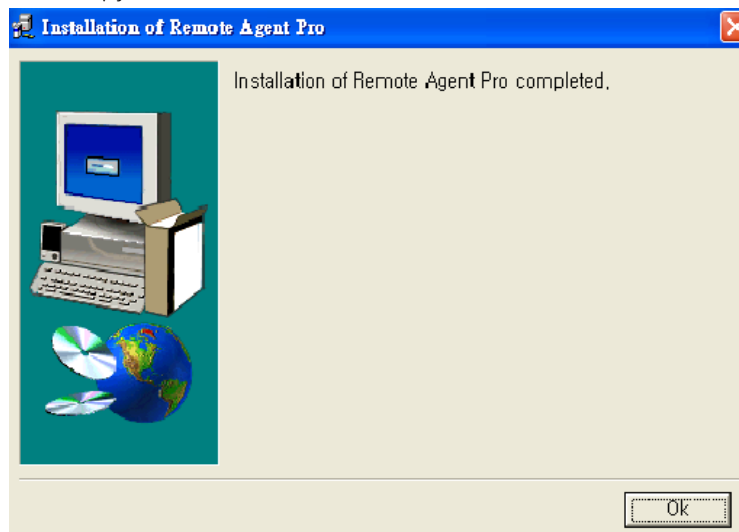 Installation of Remote Agent Pro
Installation of Remote Agent Pro completed,
Ok